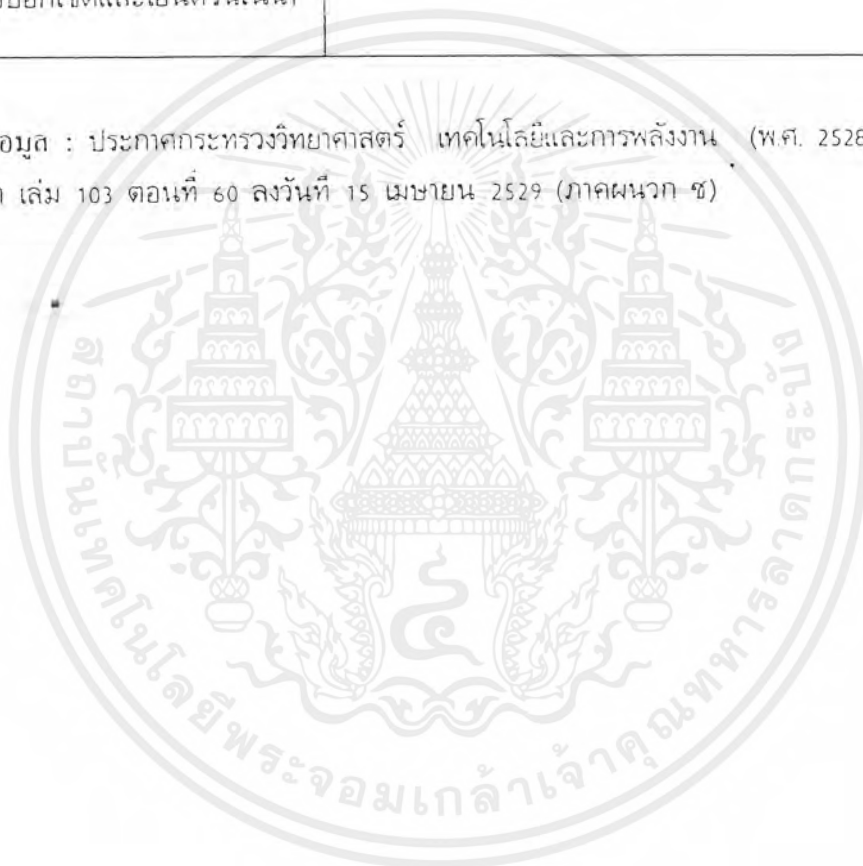 อมูล : ประกาศกระทรวงวิทยาศาสตร์ เทคโนโลยีและการพลังงาน (พ.ศ. 2528
เล่ม 103 ตอนที่ 60 ลงวันที่ 15 เมษายน 2529 (ภาคผนวก ช)
สถาบันเทคโนโลยีพระจอมเกล้าเจ้าคุณทหารลาดกระบัง